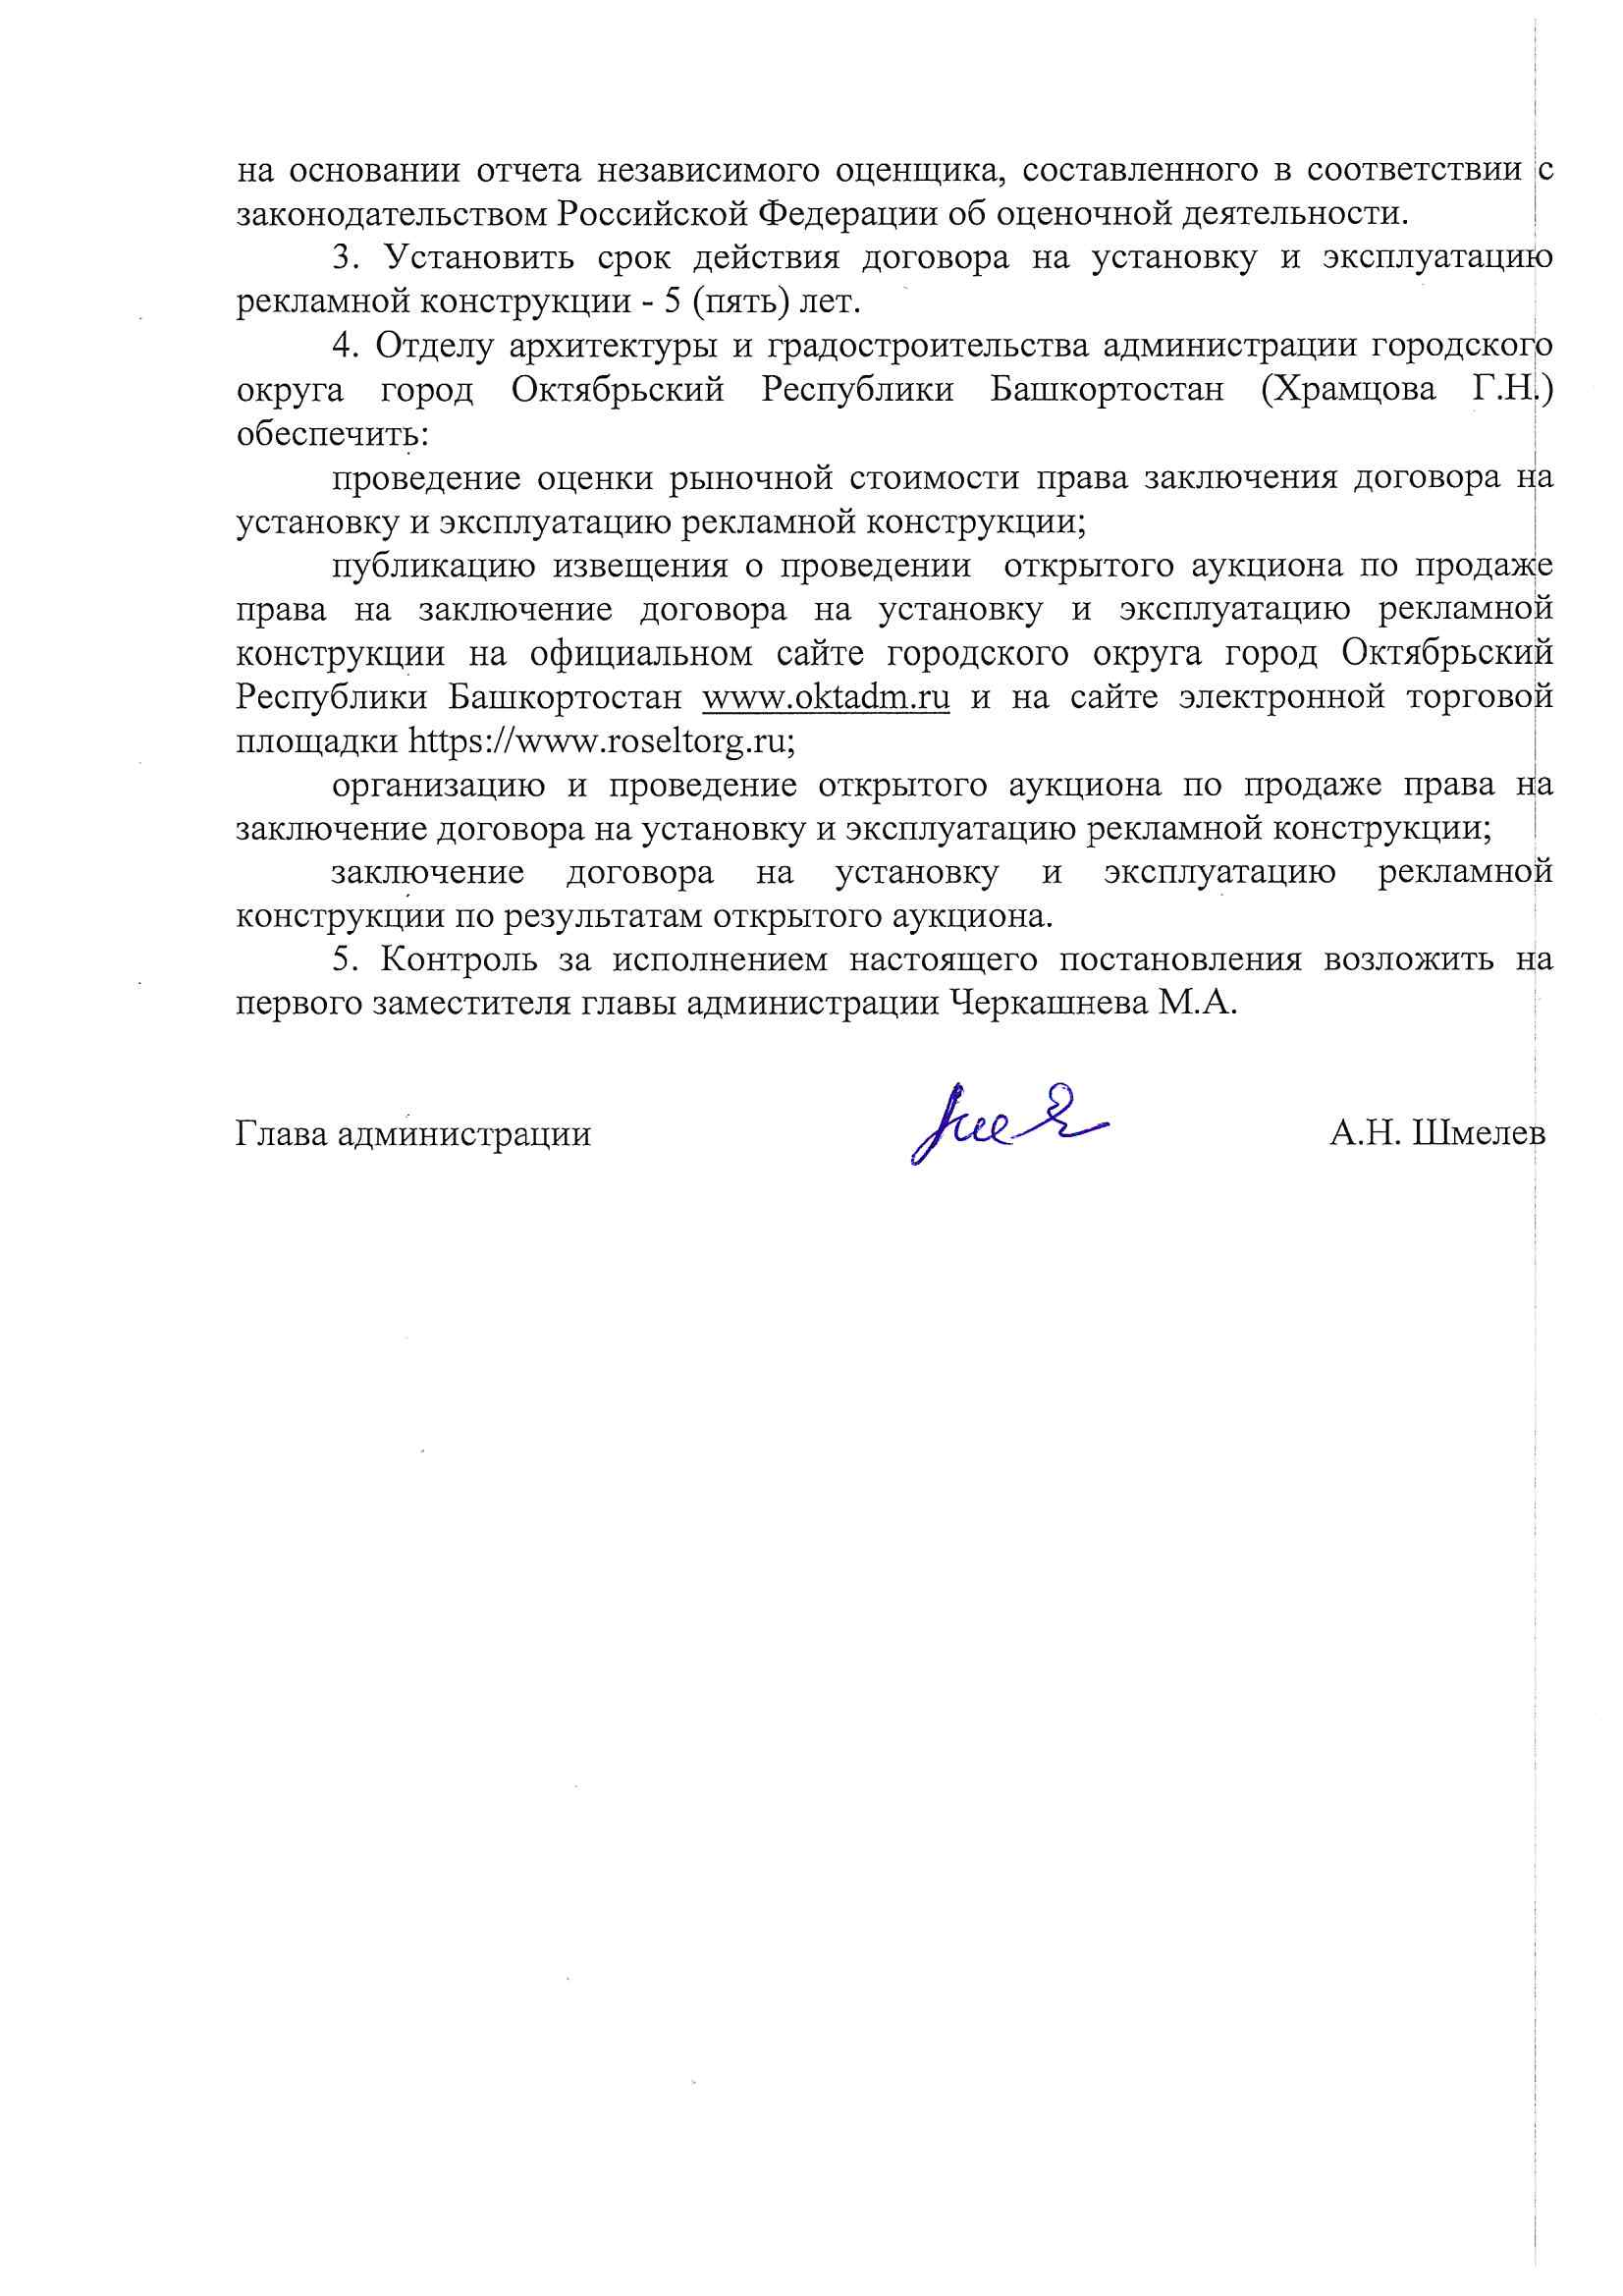 на основании отчета независимого оценщика, составленного в соответствии с
законодательством Российской Федерации об оценочной деятельности.
3. Установить срок действия договора на установку и эксплуатацию
рекламной конструкции - 5 (пять) лет.
4. Отделу архитектуры и градостроительства администрации городского
округа город Октябрьский Республики Башкортостан (Храмцова Г.Н.)
обеспечить:
проведение оценки рыночной стоимости права заключения договора на
установку и эксплуатацию рекламной конструкции;
публикацию извещения о проведении открытого аукциона по продаже
права на заключение договора на установку и эксплуатацию рекламной
конструкции на официальном сайте городского округа город Октябрьский
Республики Башкортостан www.oktadm.ru и на сайте электронной торговой
площадки https://www.roseltorg.ru;
организацию и проведение открытого аукциона по продаже права на
заключение договора на установку и эксплуатацию рекламной конструкции;
заключение договора на установку и эксплуатацию рекламной
конструкции по результатам открытого аукциона.
5. Контроль за исполнением настоящего постановления возложить на
первого заместителя главы администрации Черкашнева М.А.
Глава администрации А.Н. Шмелев